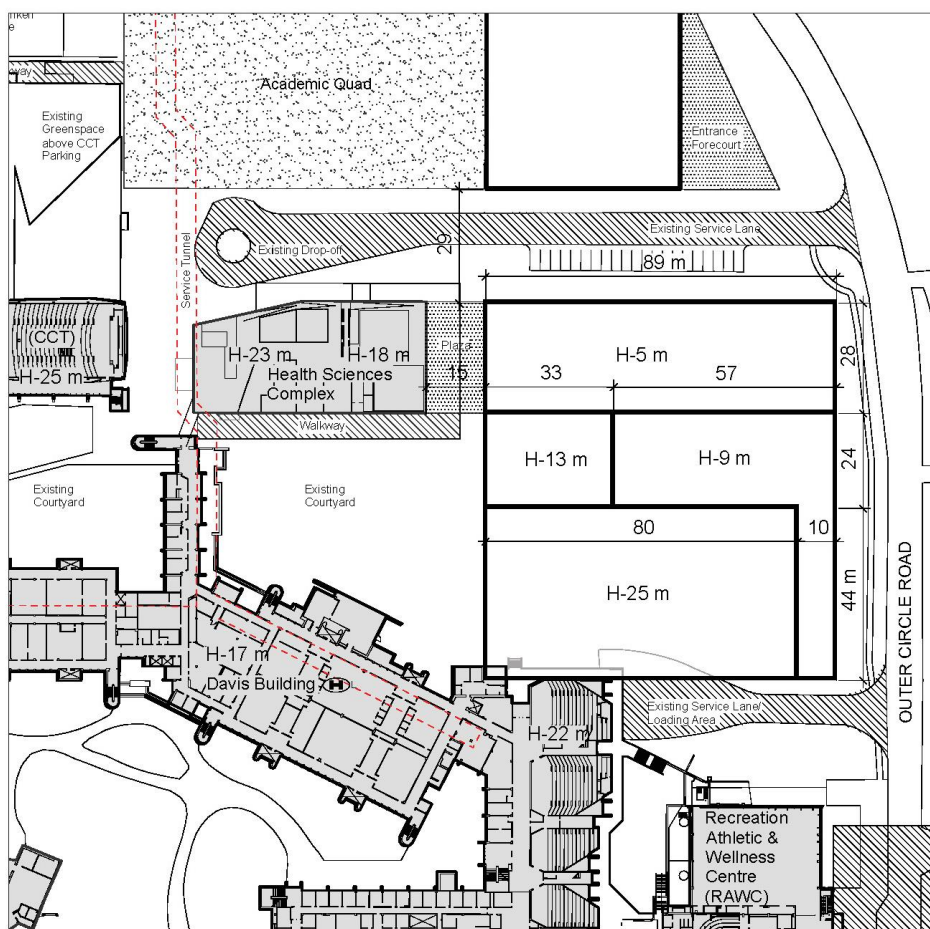 Academic Quad
Existing
Greenspace
above CCT
Parking
Entrance
Forecourt
Service Tunnel
Existing Drop-off
29
Existing Service Lane
89 m
(CCT)
H-25 m
H-23 m
H-18 m
Health Sciences
Complex
Plaza
15
H-5 m
28
33
57
Walkway
H-13 m
H-9 m
24
Existing
Courtyard
Existing
Courtyard
80
10
H-25 m
44 m
OUTER CIRCLE ROAD
H-17 m
Davis Building
H
H-22 m
Existing Service Lane/
Loading Area
Recreation
Athletic &
Wellness
Centre
(RAWC)